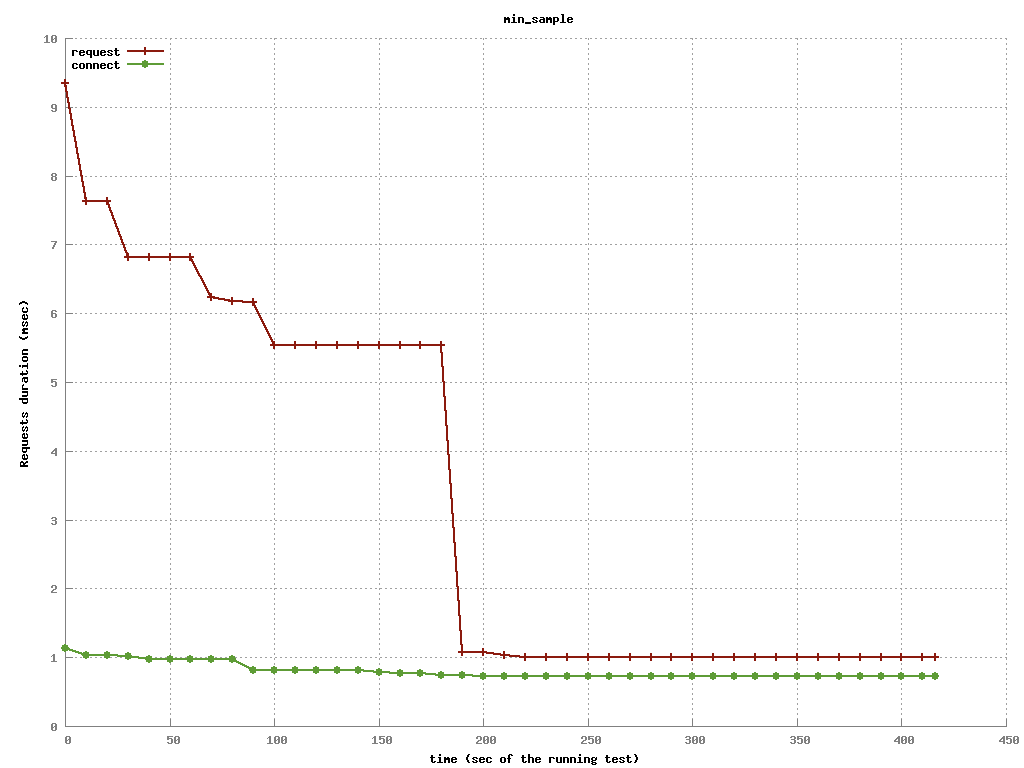 min_sample
request
connect
10
9
8
7
6
5
4
3
2
1
0
Requests duration (msec)
0 50 100 150 200 250 300 350 400 450
time (sec of the running test)